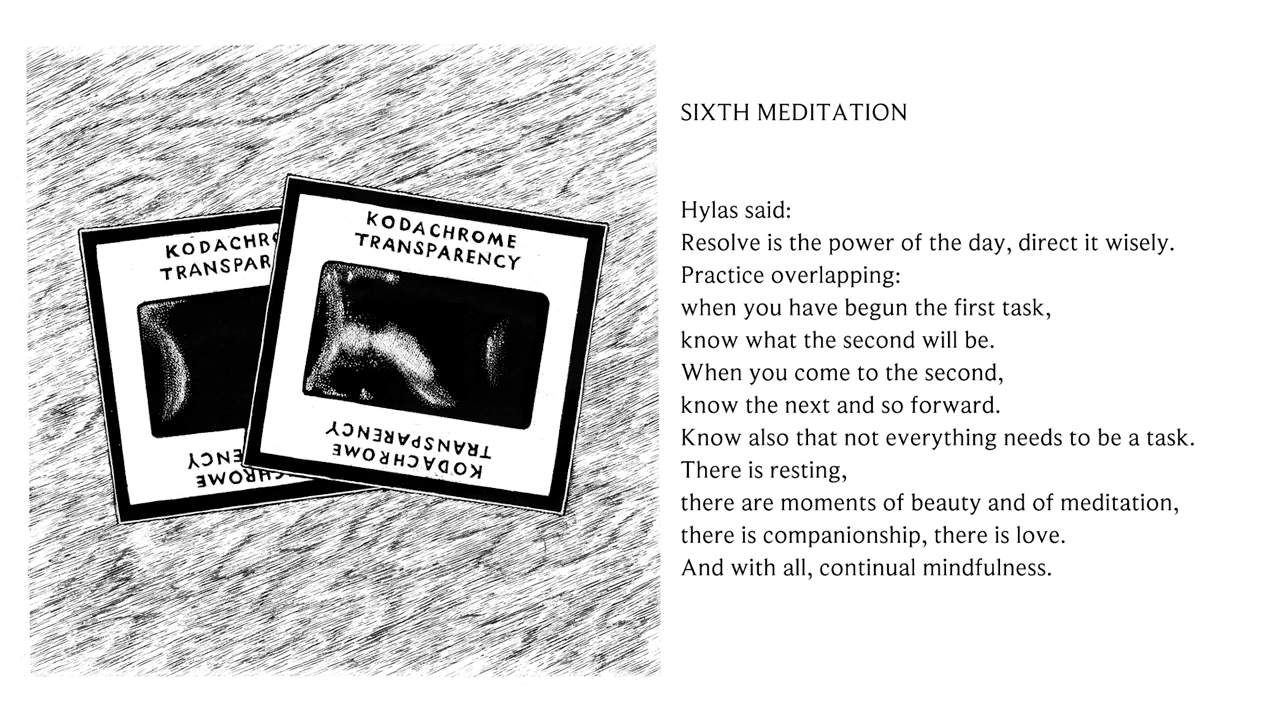 KODACHRO
TRANSPAR
KODACHROME
TRANSPARENCY
TRANSPARENCY
KODACHROME
ENCY
CHROME
SIXTH MEDITATION
Hylas said:
Resolve is the power of the day, direct it wisely.
Practice overlapping:
when you have begun the first task,
know what the second will be.
When you come to the second,
know the next and so forward.
Know also that not everything needs to be a task.
There is resting,
there are moments of beauty and of meditation,
there is companionship, there is love.
And with all, continual mindfulness.